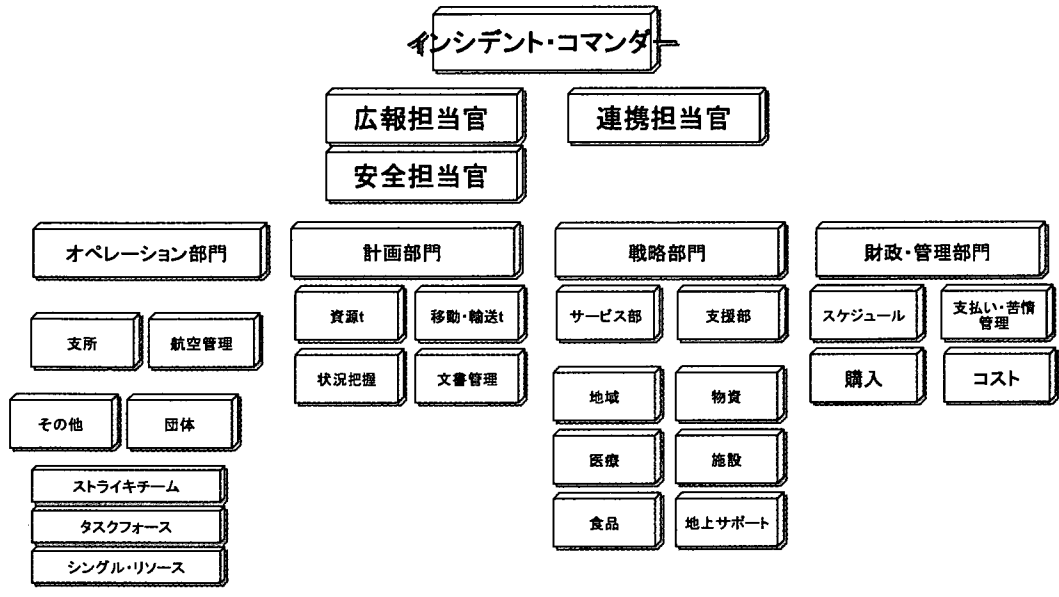 インシデント・コマンダー
広報担当官
連携担当官
安全担当官
オペレーション部門
計画部門
戦略部門
財政・管理部門
支所
航空管理
その他
団体
ストライキチーム
タスクフォース
シングル・リソース
資源t
移動・輸送t
状況把握
文書管理
サービス部
支援部
地域
物資
医療
施設
食品
地上サポート
スケジュール
支払い・苦情
管理
購入
コスト